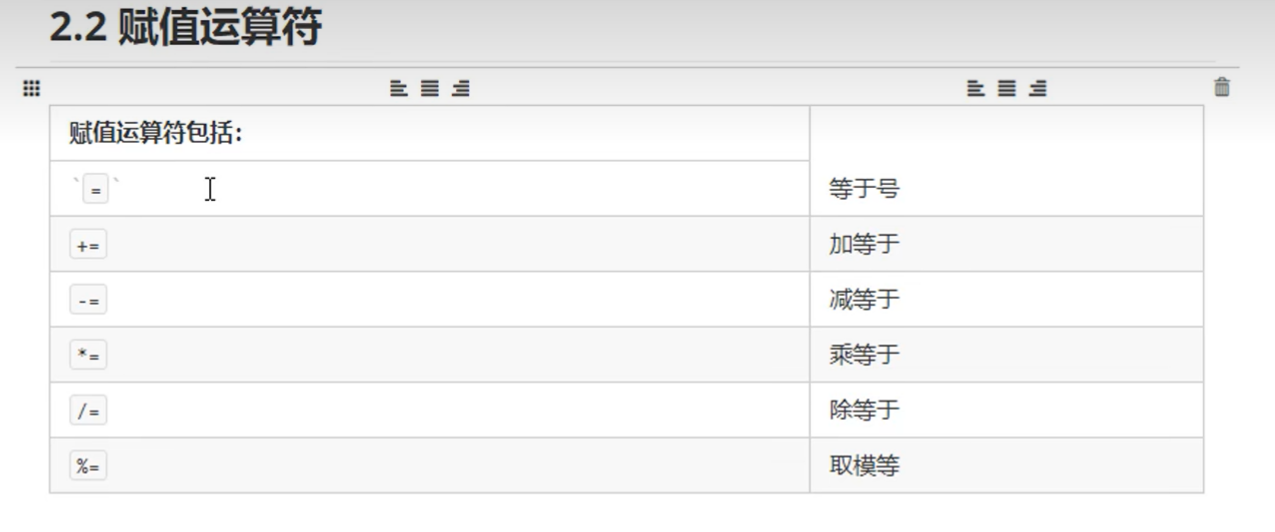 2.2 赋值运算符
赋值运算符包括：
`=` 等于号
+= 加等于
-= 减等于
*= 乘等于
/= 除等于
%= 取模等